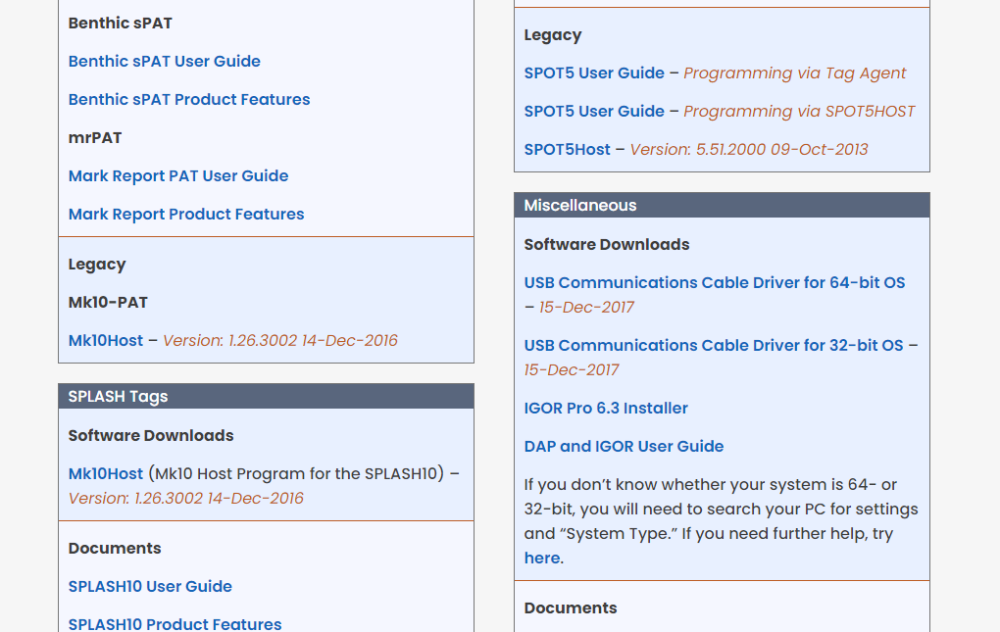 Benthic sPAT
Benthic sPAT User Guide
Benthic sPAT Product Features
mrPAT
Mark Report PAT User Guide
Mark Report Product Features
Legacy
Mk10-PAT
Mk10Host – Version: 1.26.3002 14-Dec-2016
SPLASH Tags
Software Downloads
Mk10Host (Mk10 Host Program for the SPLASH10) –
Version: 1.26.3002 14-Dec-2016
Documents
SPLASH10 User Guide
SPLASH10 Product Features
Legacy
SPOT5 User Guide – Programming via Tag Agent
SPOT5 User Guide – Programming via SPOT5HOST
SPOT5Host – Version: 5.51.2000 09-Oct-2013
Miscellaneous
Software Downloads
USB Communications Cable Driver for 64-bit OS
– 15-Dec-2017
USB Communications Cable Driver for 32-bit OS –
15-Dec-2017
IGOR Pro 6.3 Installer
DAP and IGOR User Guide
If you don’t know whether your system is 64- or
32-bit, you will need to search your PC for settings
and “System Type.” If you need further help, try
here.
Documents